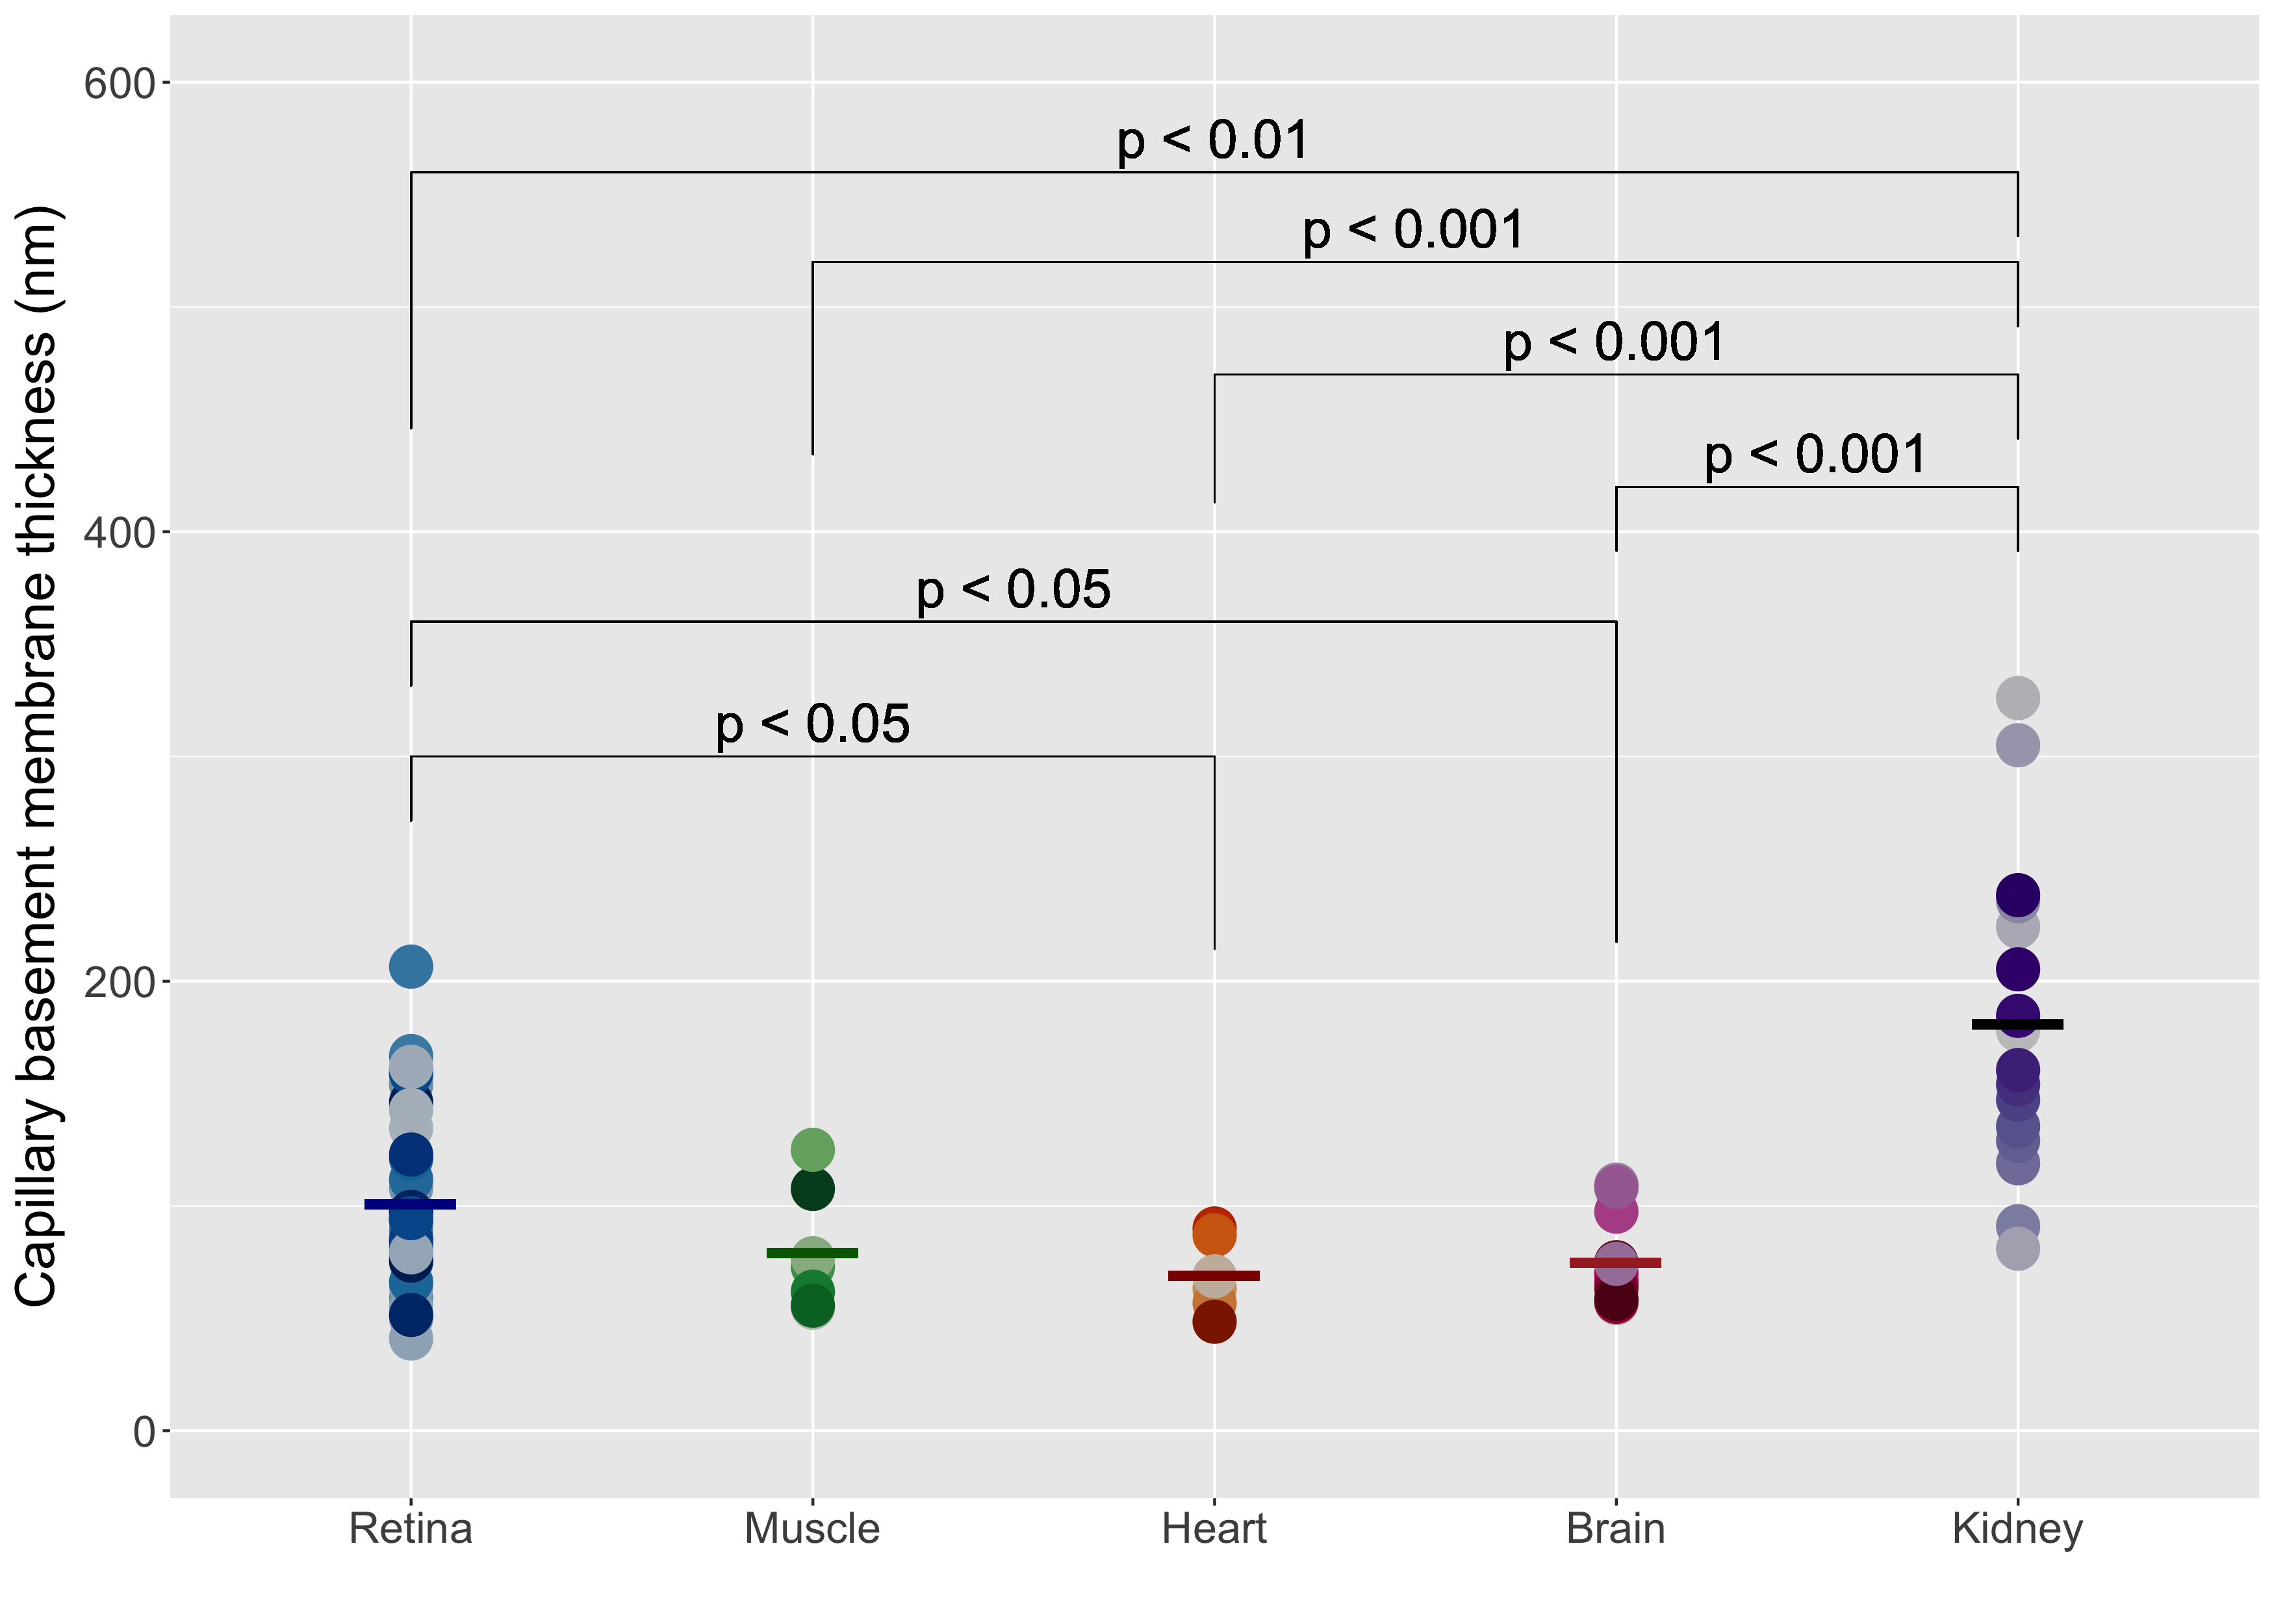 Capillary basement membrane thickness (nm)
600
400
200
0
p < 0.01
p < 0.001
p < 0.001
p < 0.001
p < 0.05
p < 0.05
Retina
Muscle
Heart
Brain
Kidney